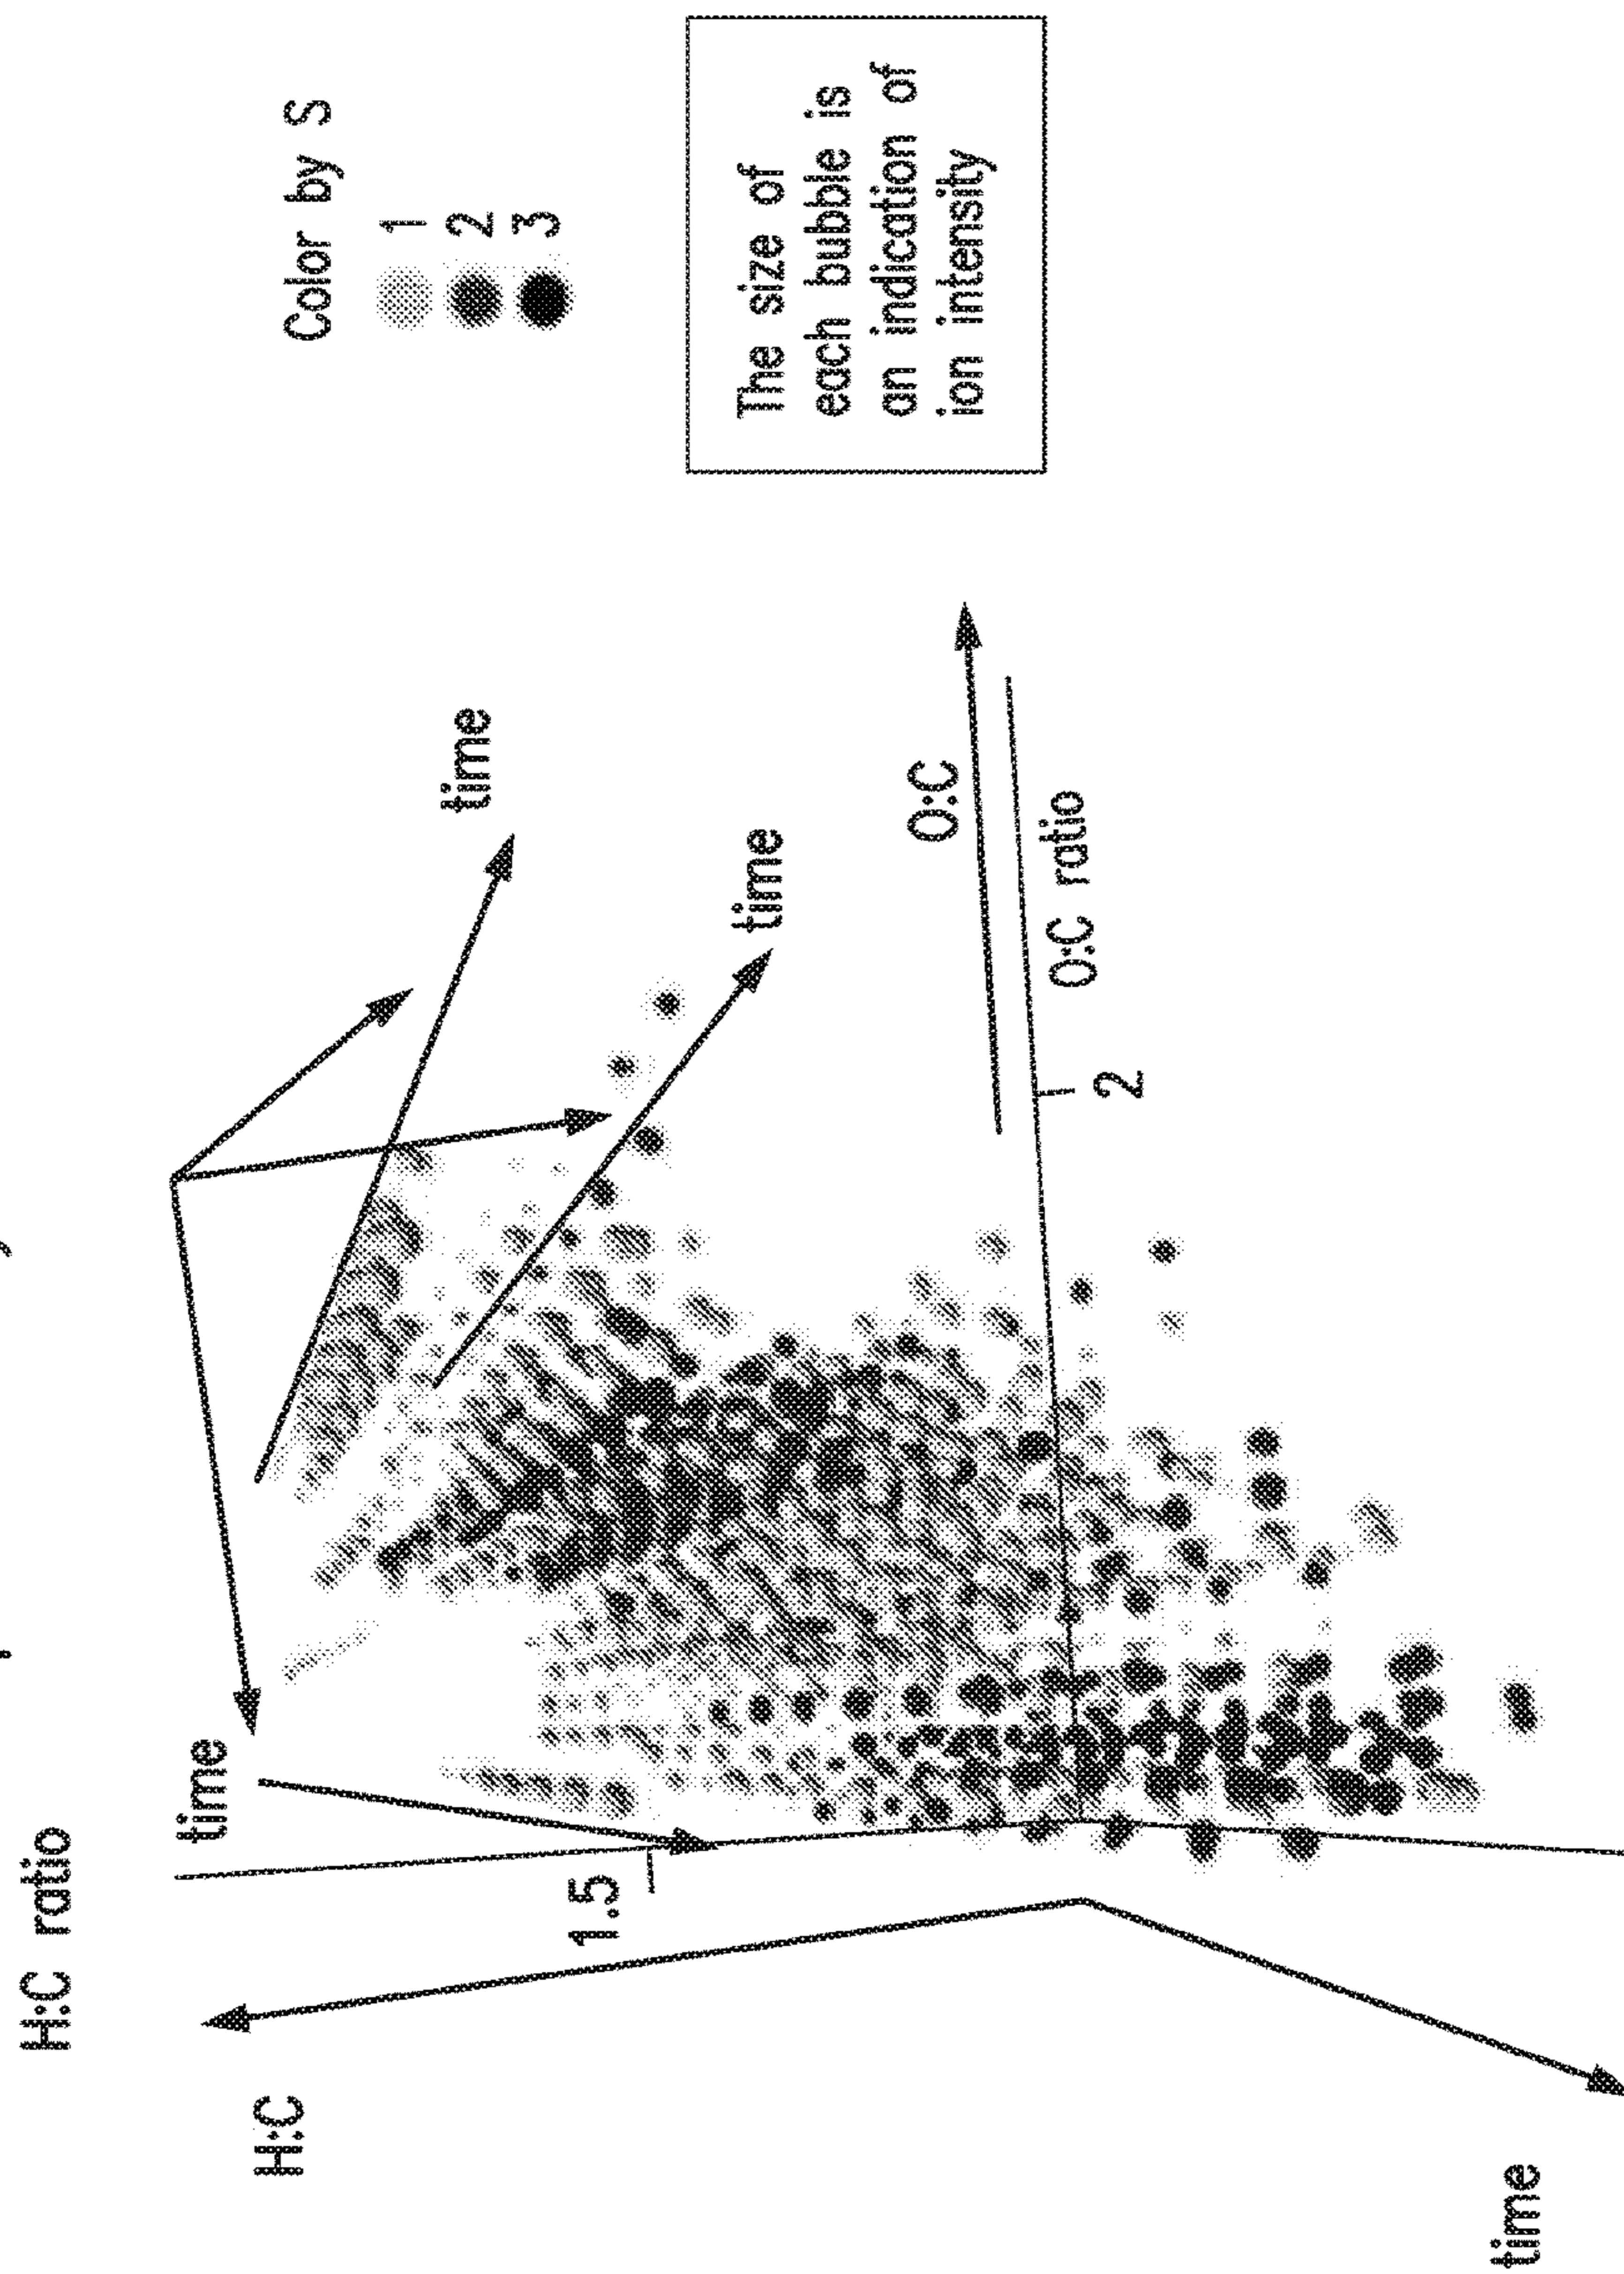 H:C ratio
time
H:C
1.5
time
time
time
O:C
O:C ratio
2
Color by S
1
2
3
The size of
each bubble is
an indication of
ion intensity